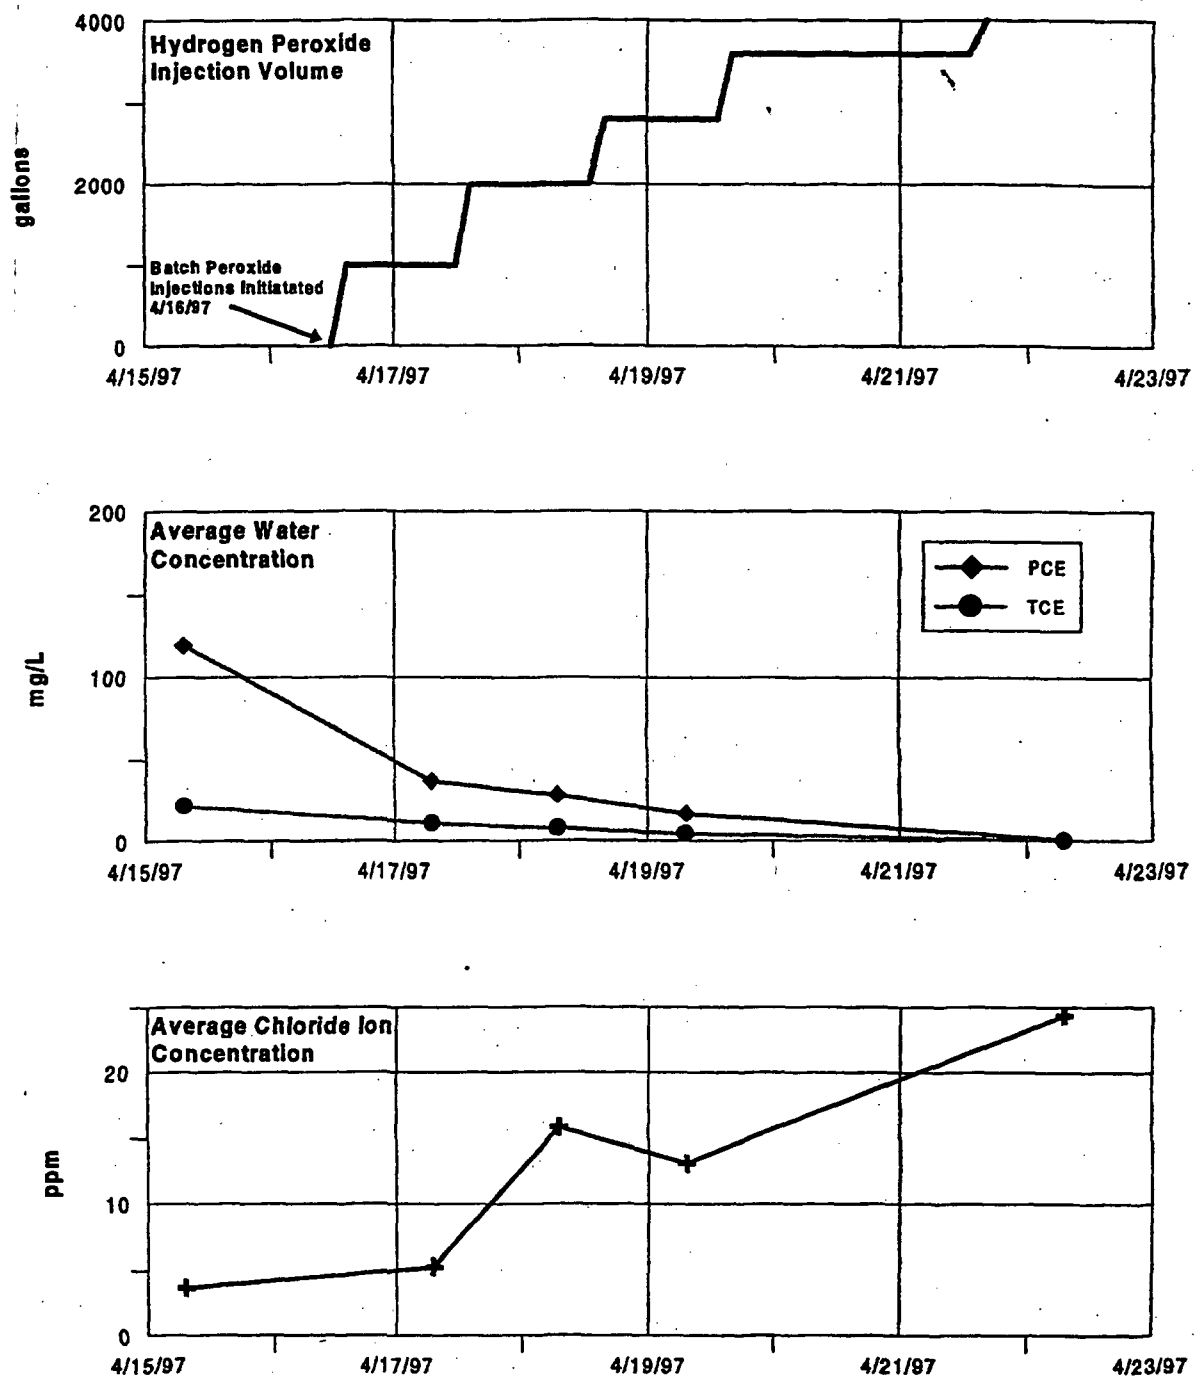 Hydrogen Peroxide
Injection Volume
gallons
4000
2000
0
Batch Peroxide
Injections Initiatated
4/16/97
4/15/97 4/17/97 4/19/97 4/21/97 4/23/97
Average Water
Concentration
mg/L
200
100
0
PCE
TCE
4/15/97 4/17/97 4/19/97 4/21/97 4/23/97
Average Chloride Ion
Concentration
ppm
20
10
0
4/15/97 4/17/97 4/19/97 4/21/97 4/23/97